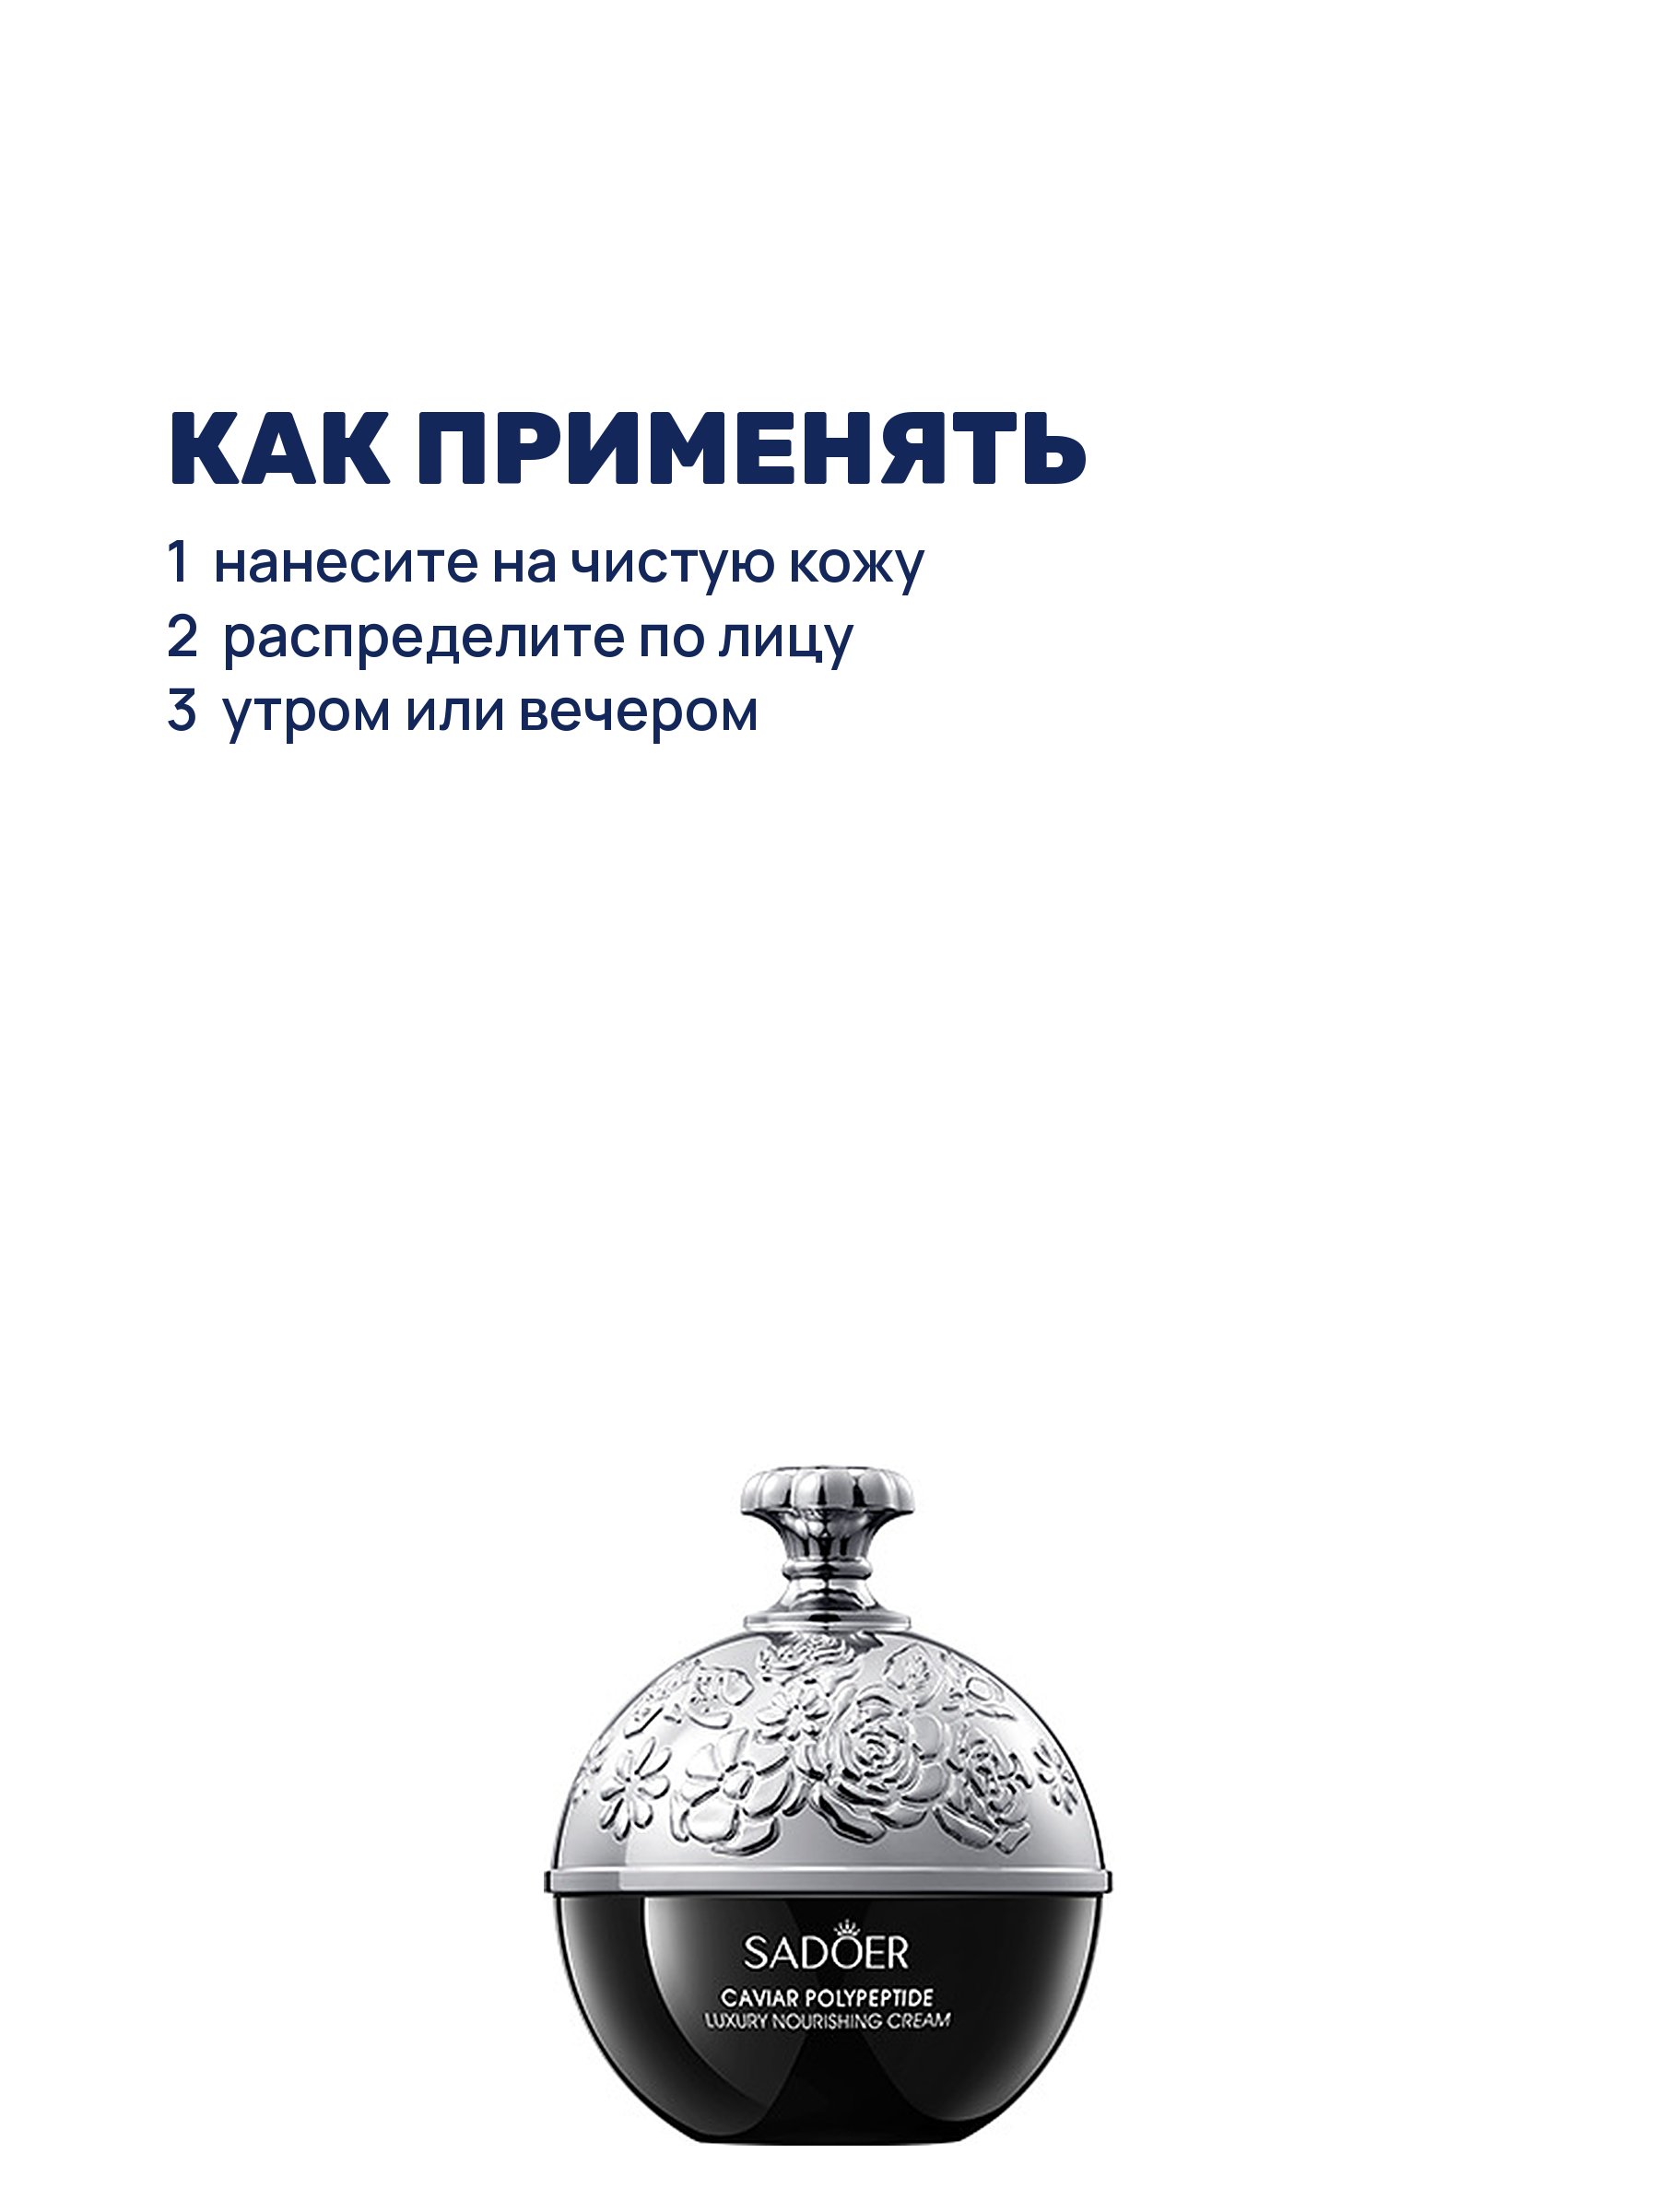 КАК ПРИМЕНЯТЬ
1 нанесите на чистую кожу
2 распределите по лицу
3 утром или вечером
SADOER
CAVIAR POLYPEPTIDE
LUXURY NOURISHING CREAM